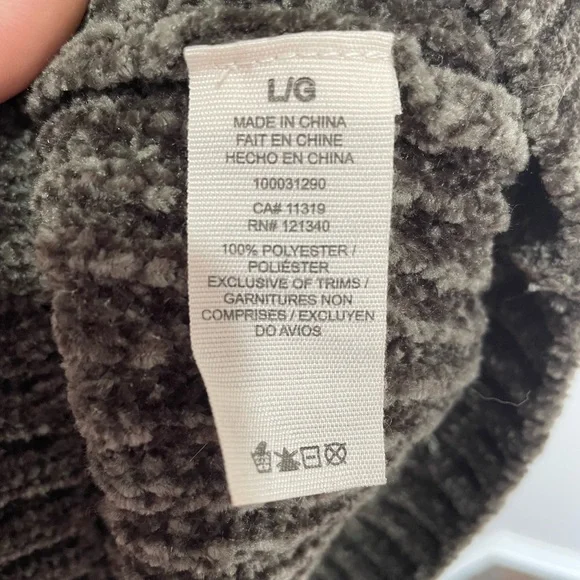 L/G
MADE IN CHINA
FAIT EN CHINE
HECHO EN CHINA
100031290
CA# 11319
RN# 121340
100% POLYESTER /
POLIÉSTER
EXCLUSIVE OF TRIMS /
GARNITURES NON
COMPRISES / EXCLUYEN
DO AVIOS